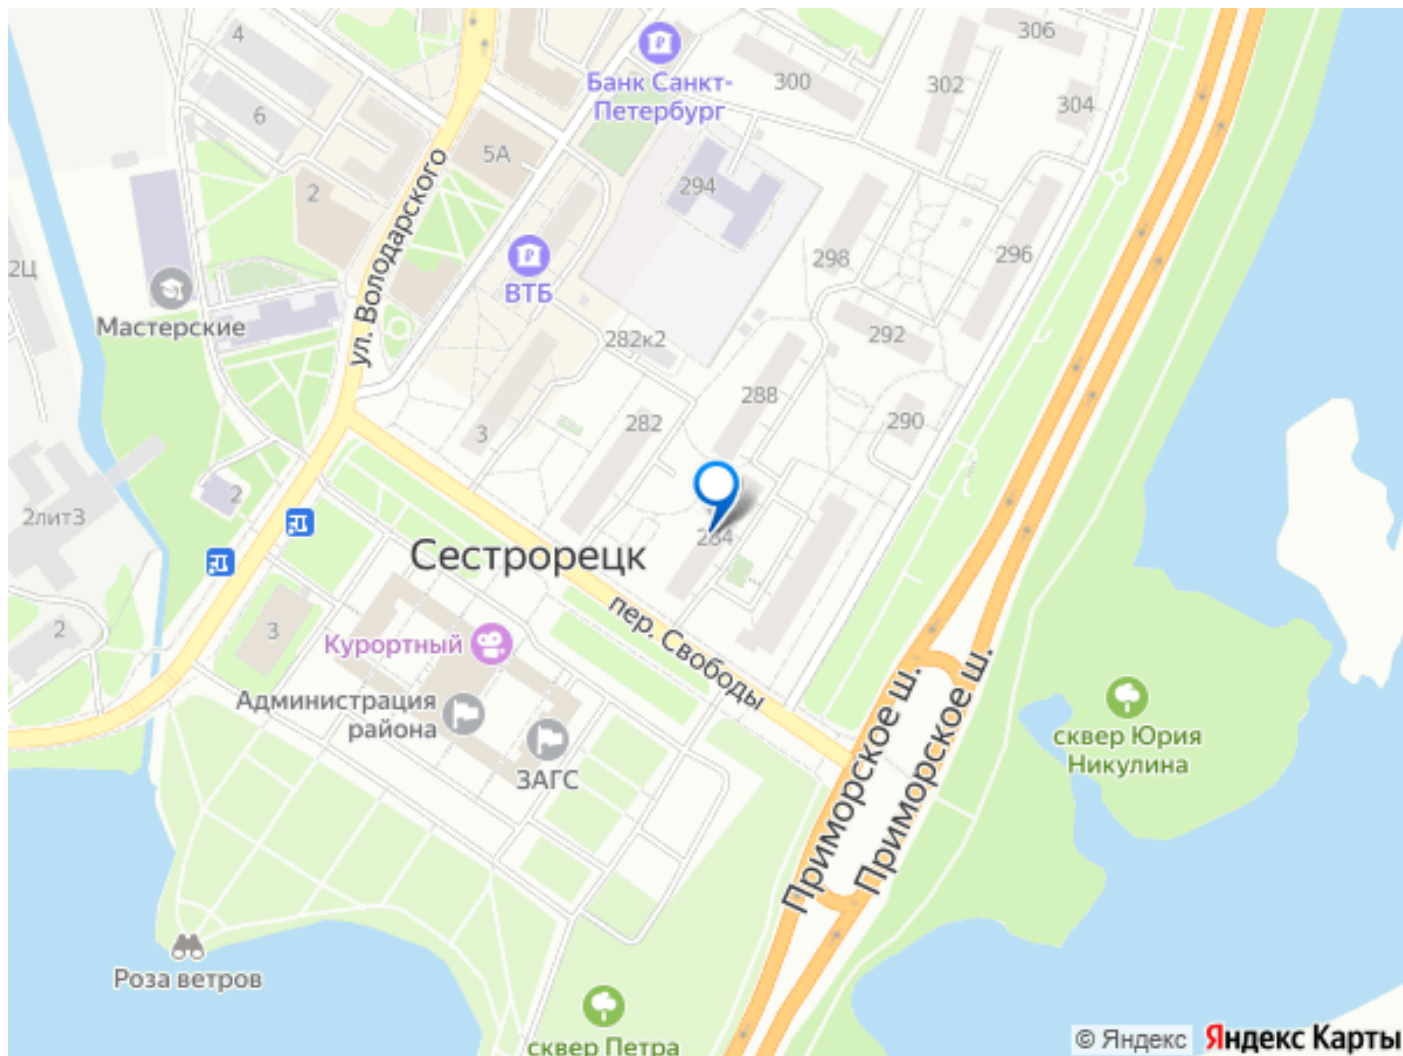 306
4
Банк Санкт-
Петербург
300
302
304
6
5А
294
2
ул. Володарского
298
296
2Ц
ВТБ
Мастерские
282к2
292
288
282
290
3
2
2лит3
284
Сестрорецк
пер. Свободы
2
3
Курортный
Администрация
района
ЗАГС
Приморское ш.
Приморское ш.
сквер Юрия
Никулина
Роза ветров
сквер Петра
© Яндекс Яндекс Карты